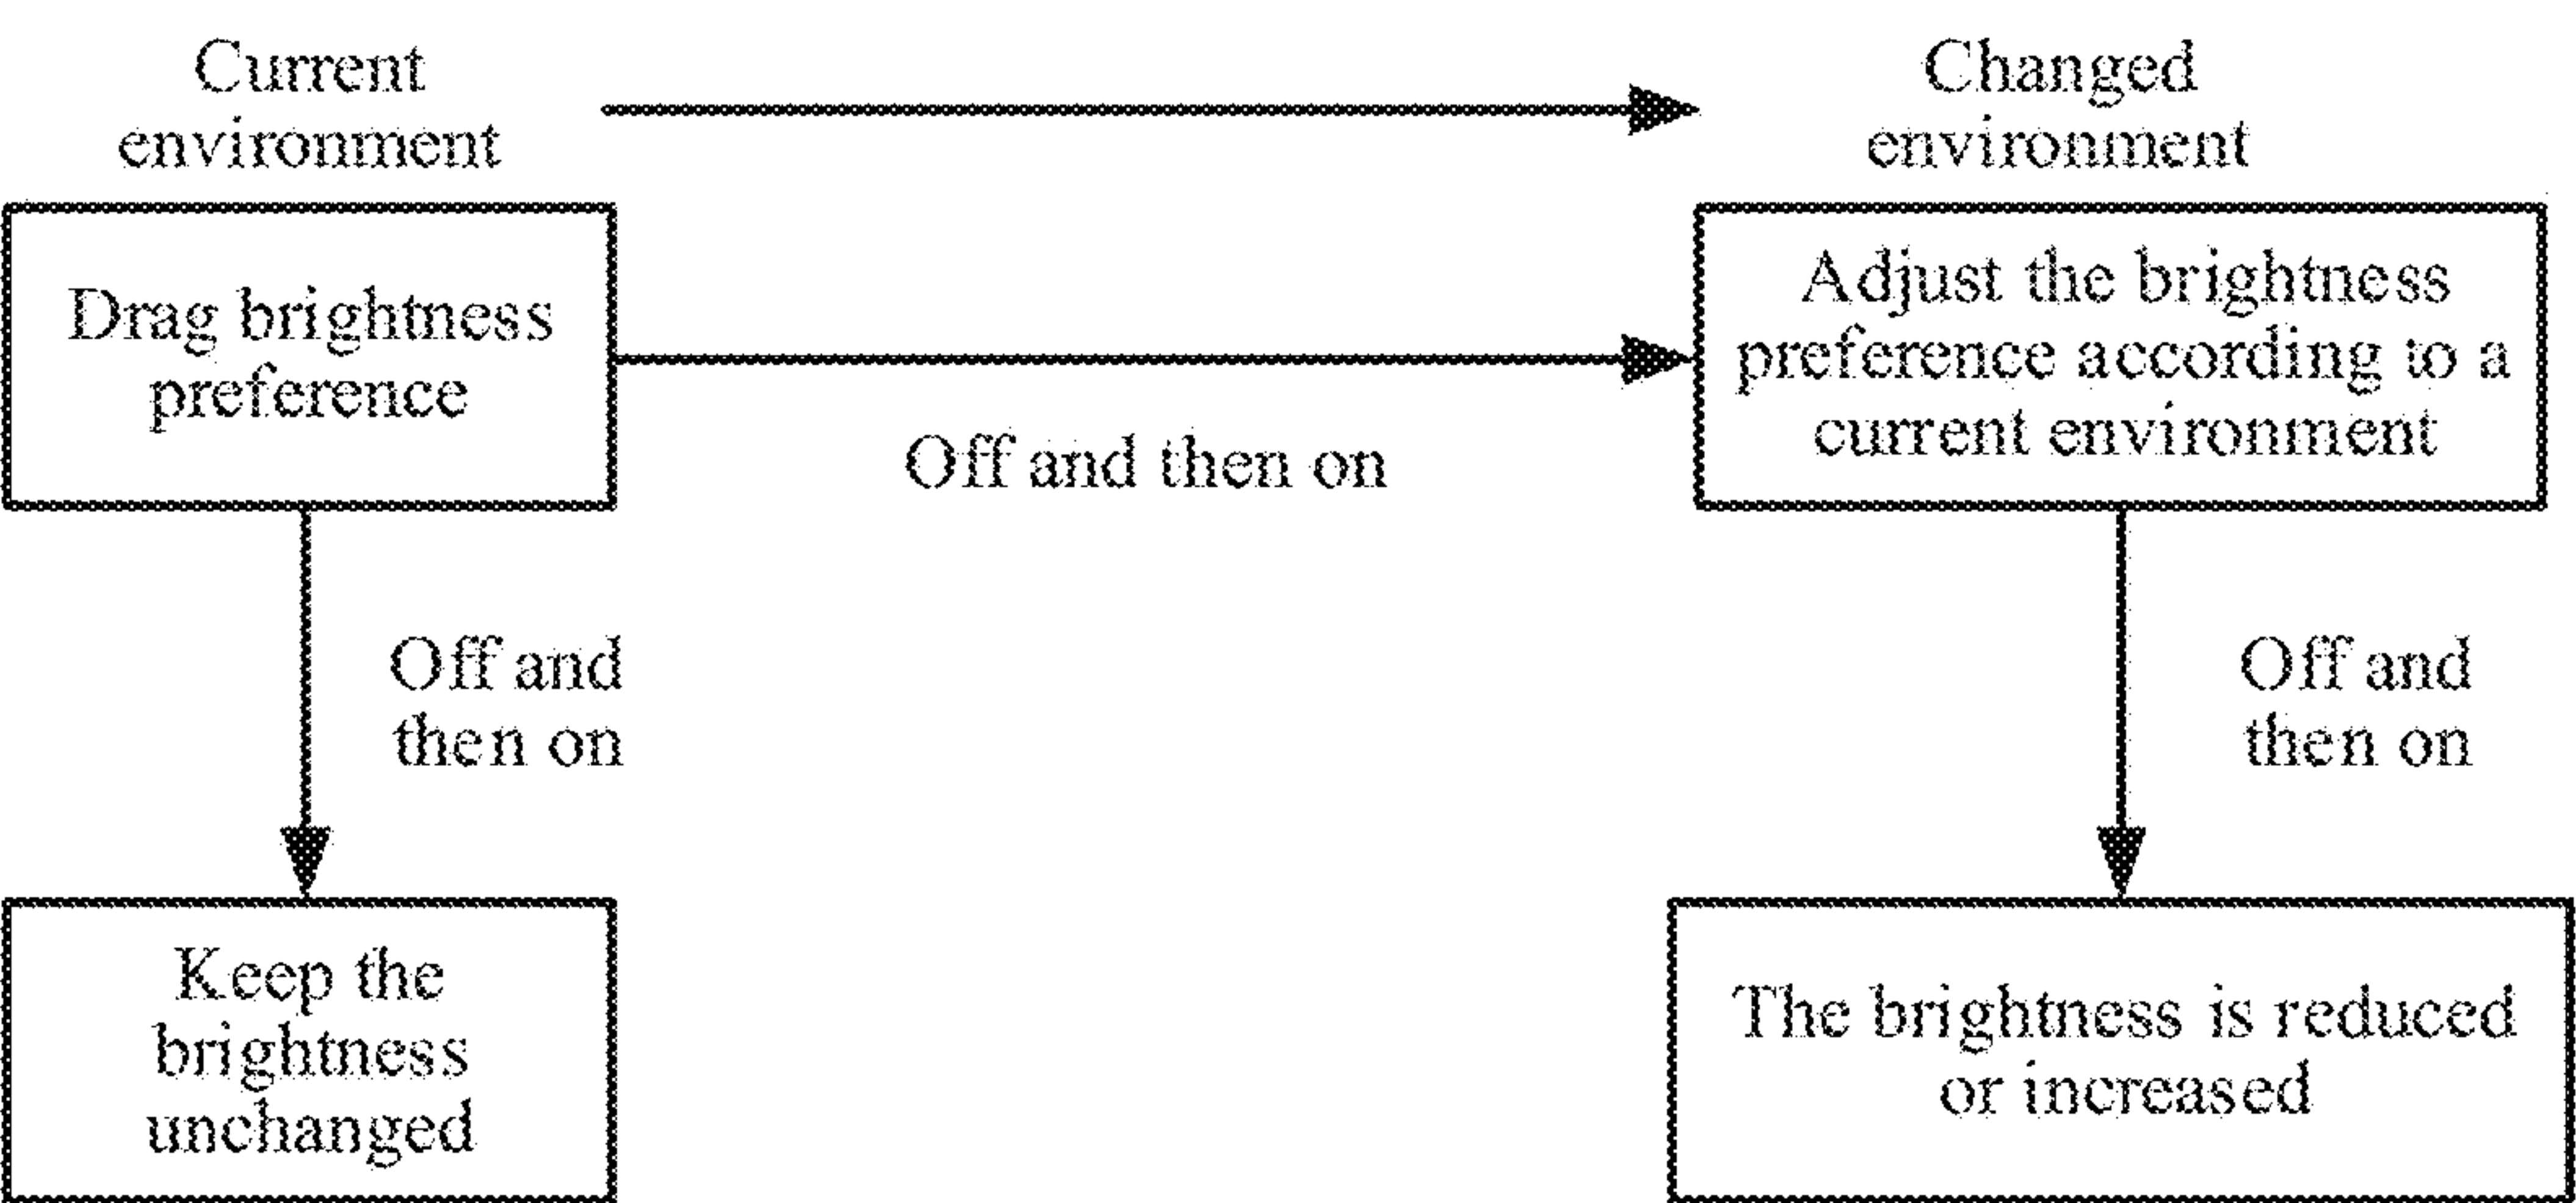 Current
environment
Changed
environment
Drag brightness
preference
Adjust the brightness
preference according to a
current environment
Off and then on
Off and
then on
Off and
then on
Keep the
brightness
unchanged
The brightness is reduced
or increased